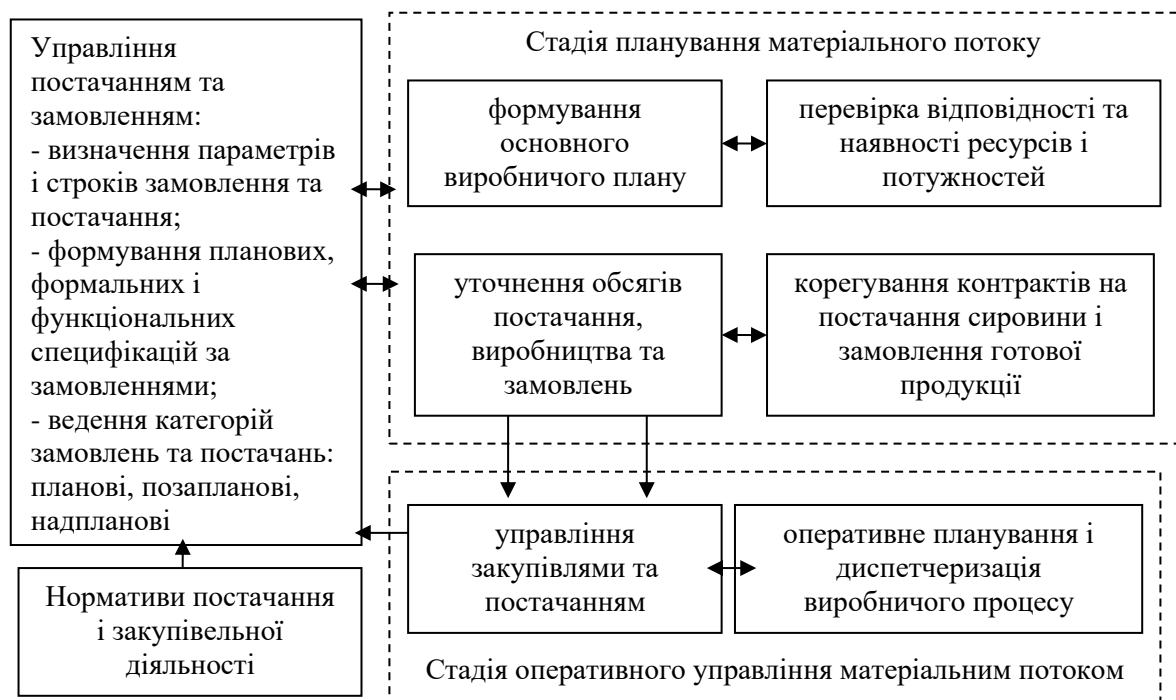 Управління
постачанням та
замовленням:
- визначення параметрів
і строків замовлення та
постачання;
- формування планових,
формальних і
функціональних
специфікацій за
замовленнями;
- ведення категорій
замовлень та постачань:
планові, позапланові,
надпланові
Нормативи постачання
і закупівельної
діяльності
Стадія планування матеріального потоку
формування
основного
виробничого плану
перевірка відповідності та
наявності ресурсів і
потужностей
уточнення обсягів
постачання,
виробництва та
замовлень
корегування контрактів на
постачання сировини і
замовлення готової
продукції
управління
закупівлями та
постачанням
оперативне планування і
диспетчеризація
виробничого процесу
Стадія оперативного управління матеріальним потоком